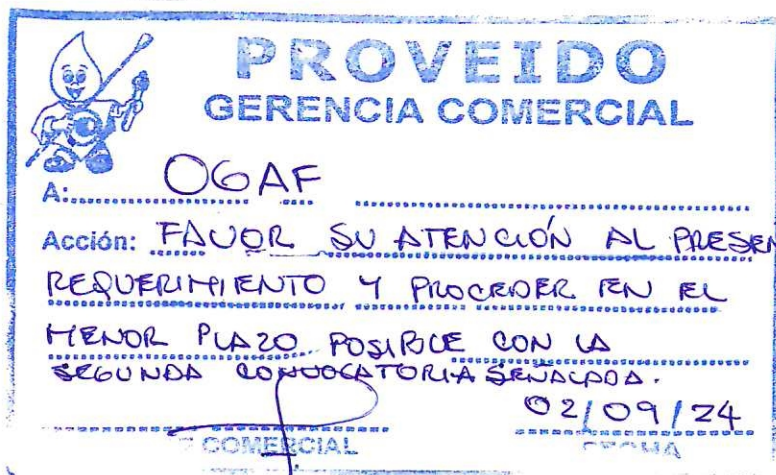 PROVEIDO
GERENCIA COMERCIAL
A: OGAF
Acción: FAVOR SU ATENCIÓN AL PRESEN
REQUERIMIENTO Y PROCEDER EN EL
MENOR PLAZO POSIBLE CON LA
SEGUNDA CONVOCATORIA SEÑALADA.
02/09/24
COMERCIAL FECHA